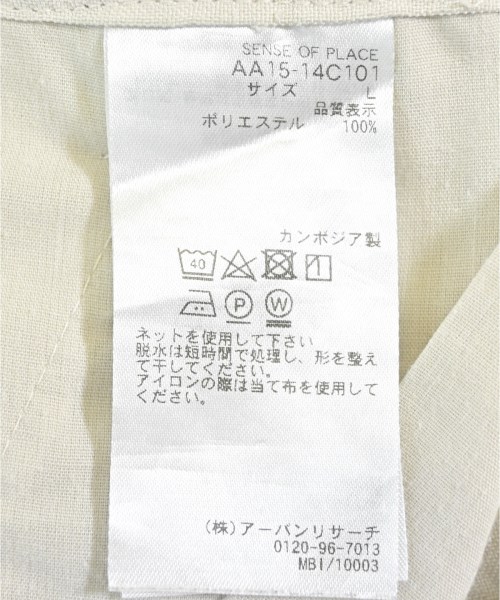 SENSE OF PLACE
AA15-14C101
サイズ L
品質表示
ポリエステル 100%
カンボジア製
40
P W
ネットを使用して下さい
脱水は短時間で処理し、形を整え
て干してください。
アイロンの際は当て布を使用して
ください。
(株)アーバンリサーチ
0120-96-7013
MBI/10003